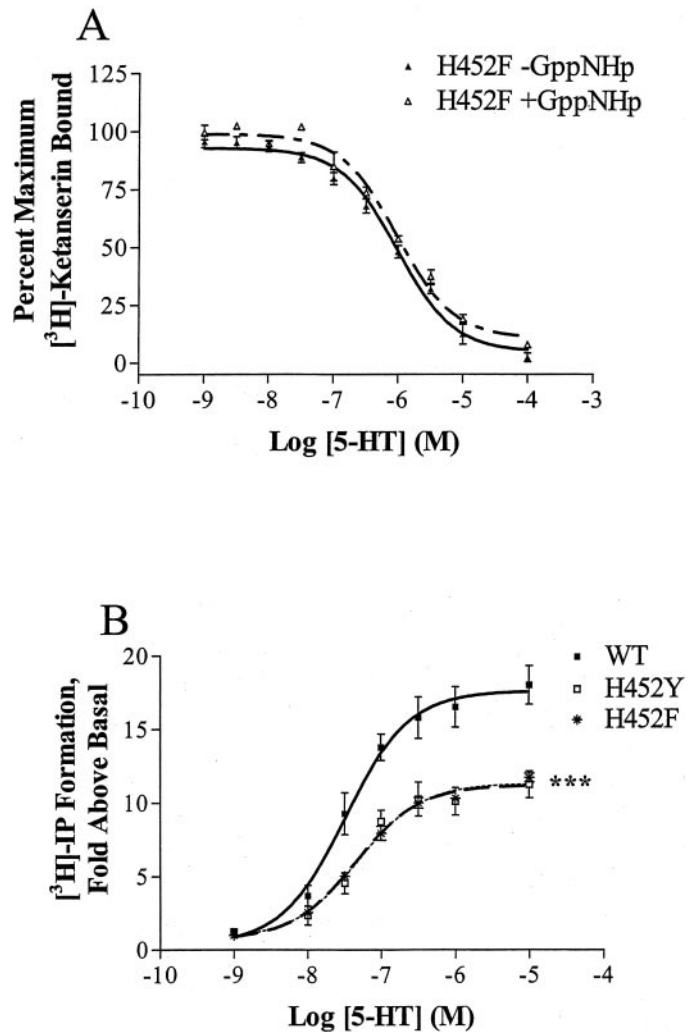 A
H452F -GppNHp
H452F +GppNHp
Percent Maximum
[³H]-Ketanserin Bound
125
100
75
50
25
0
-10 -9 -8 -7 -6 -5 -4 -3
Log [5-HT] (M)
B
WT
H452Y
H452F
[³H]-IP Formation,
Fold Above Basal
20
15
10
5
0
***
-10 -9 -8 -7 -6 -5 -4
Log [5-HT] (M)